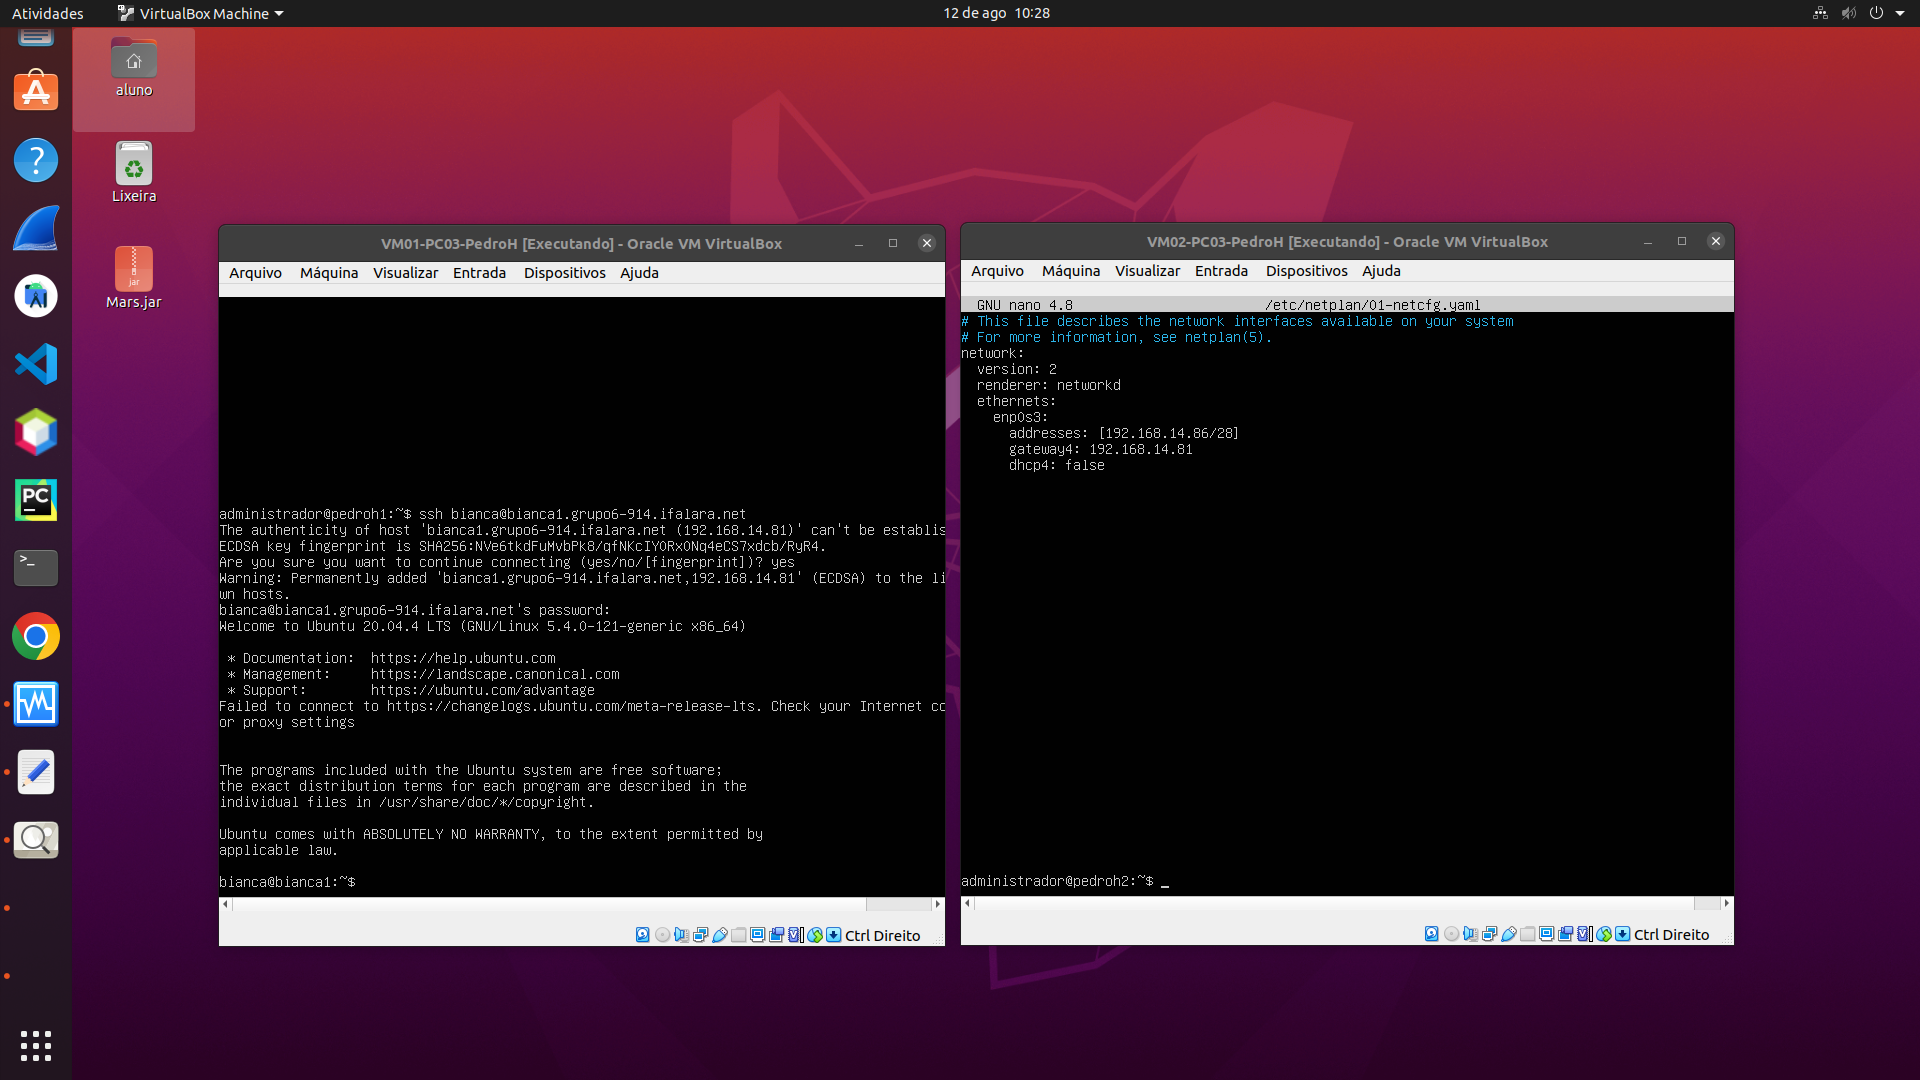 Atividades
VirtualBox Machine
12 de ago 10:28
aluno
Lixeira
jar
Mars.jar
VM01-PC03-PedroH [Executando] - Oracle VM VirtualBox
Arquivo Máquina Visualizar Entrada Dispositivos Ajuda
administrador@pedroh1:~$ ssh bianca@bianca1.grupo6-914.ifalara.net
The authenticity of host 'bianca1.grupo6-914.ifalara.net (192.168.14.81)' can't be establis
ECDSA key fingerprint is SHA256:NVe6tkdFuMvbPk8/qfNKcIYORxONq4eCS7xdcb/RyR4.
Are you sure you want to continue connecting (yes/no/[fingerprint])? yes
Warning: Permanently added 'bianca1.grupo6-914.ifalara.net,192.168.14.81' (ECDSA) to the li
wn hosts.
bianca@bianca1.grupo6-914.ifalara.net's password:
Welcome to Ubuntu 20.04.4 LTS (GNU/Linux 5.4.0-121-generic x86_64)
* Documentation: https://help.ubuntu.com
* Management: https://landscape.canonical.com
* Support: https://ubuntu.com/advantage
Failed to connect to https://changelogs.ubuntu.com/meta-release-lts. Check your Internet co
or proxy settings
The programs included with the Ubuntu system are free software;
the exact distribution terms for each program are described in the
individual files in /usr/share/doc/*/copyright.
Ubuntu comes with ABSOLUTELY NO WARRANTY, to the extent permitted by
applicable law.
bianca@bianca1:~$
Ctrl Direito
VM02-PC03-PedroH [Executando] - Oracle VM VirtualBox
Arquivo Máquina Visualizar Entrada Dispositivos Ajuda
GNU nano 4.8 /etc/netplan/01-netcfg.yaml
# This file describes the network interfaces available on your system
# For more information, see netplan(5).
network:
version: 2
renderer: networkd
ethernets:
enp0s3:
addresses: [192.168.14.86/28]
gateway4: 192.168.14.81
dhcp4: false
administrador@pedroh2:~$ _
Ctrl Direito
PC
>_